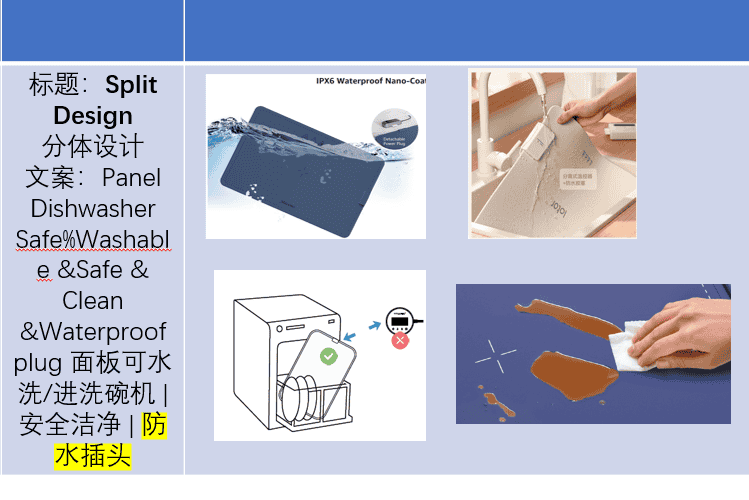 标题：Split
Design
分体设计
文案：Panel
Dishwasher
Safe%Washabl
e &Safe &
Clean
&Waterproof
plug 面板可水
洗/进洗碗机 |
安全洁净 | 防
水插头
IPX6 Waterproof Nano-Coat
Detachable
Power Plug